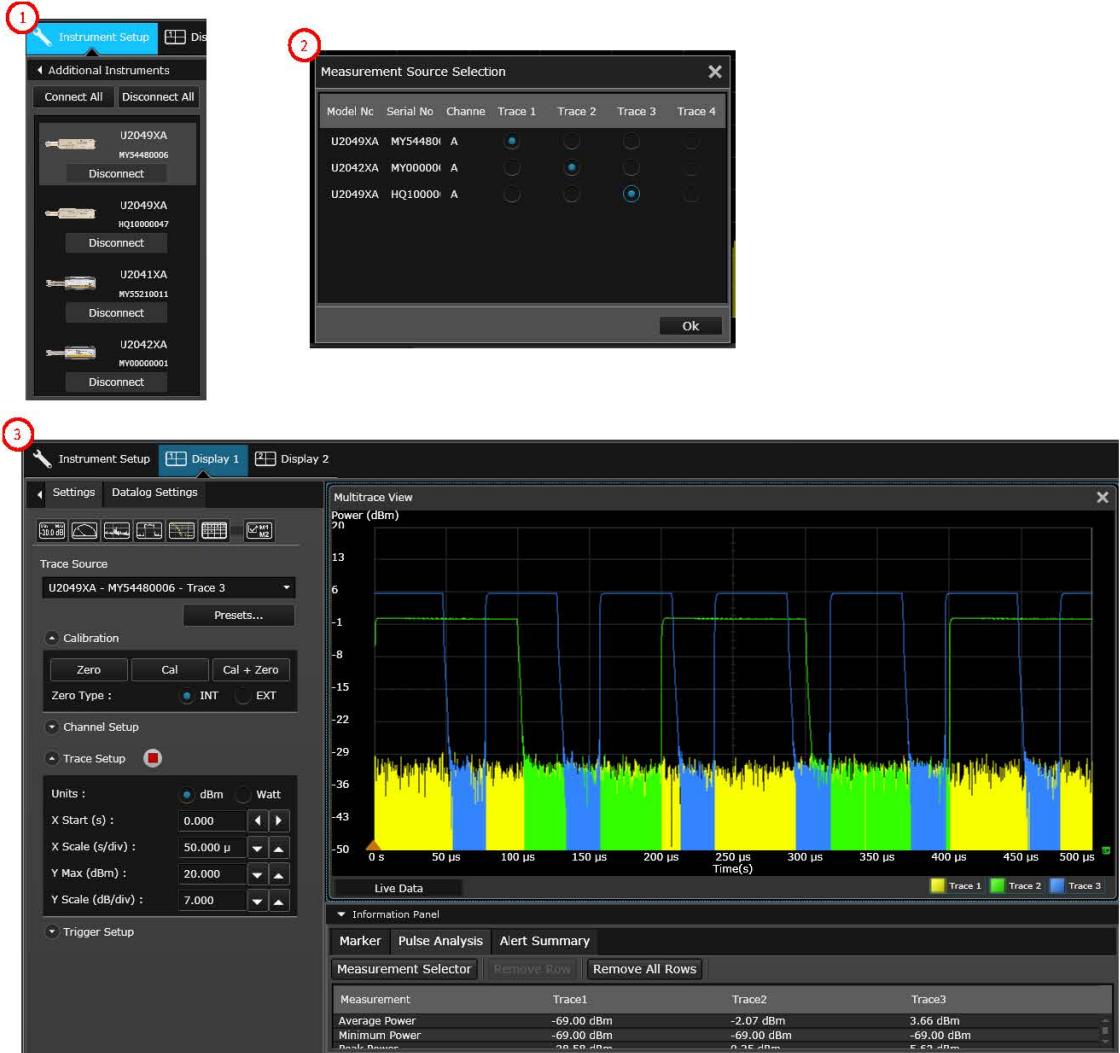 1
Instrument Setup
Additional Instruments
Connect All Disconnect All
U2049XA
MY54480006
Disconnect
U2049XA
HQ10000047
Disconnect
U2041XA
MY55210011
Disconnect
U2042XA
MY00000001
Disconnect
2
Measurement Source Selection
Model Nc Serial No Channe Trace 1 Trace 2 Trace 3 Trace 4
U2049XA MY54480 A
U2042XA MY00000 A
U2049XA HQ10000 A
Ok
3
Instrument Setup Display 1 Display 2
Settings Datalog Settings
Trace Source
U2049XA - MY54480006 - Trace 3
Presets...
Calibration
Zero Cal Cal + Zero
Zero Type : INT EXT
Channel Setup
Trace Setup
Units : dBm Watt
X Start (s) : 0.000
X Scale (s/div) : 50.000 µ
Y Max (dBm) : 20.000
Y Scale (dB/div) : 7.000
Trigger Setup
Multitrace View
Power (dBm)
20
13
6
-1
-8
-15
-22
-29
-36
-43
-50
0 s 50 µs 100 µs 150 µs 200 µs 250 µs 300 µs 350 µs 400 µs 450 µs 500 µs
Time(s)
Live Data
Trace 1 Trace 2 Trace 3
Information Panel
Marker Pulse Analysis Alert Summary
Measurement Selector Remove Row Remove All Rows
Measurement Trace1 Trace2 Trace3
Average Power -69.00 dBm -2.07 dBm 3.66 dBm
Minimum Power -69.00 dBm -69.00 dBm -69.00 dBm